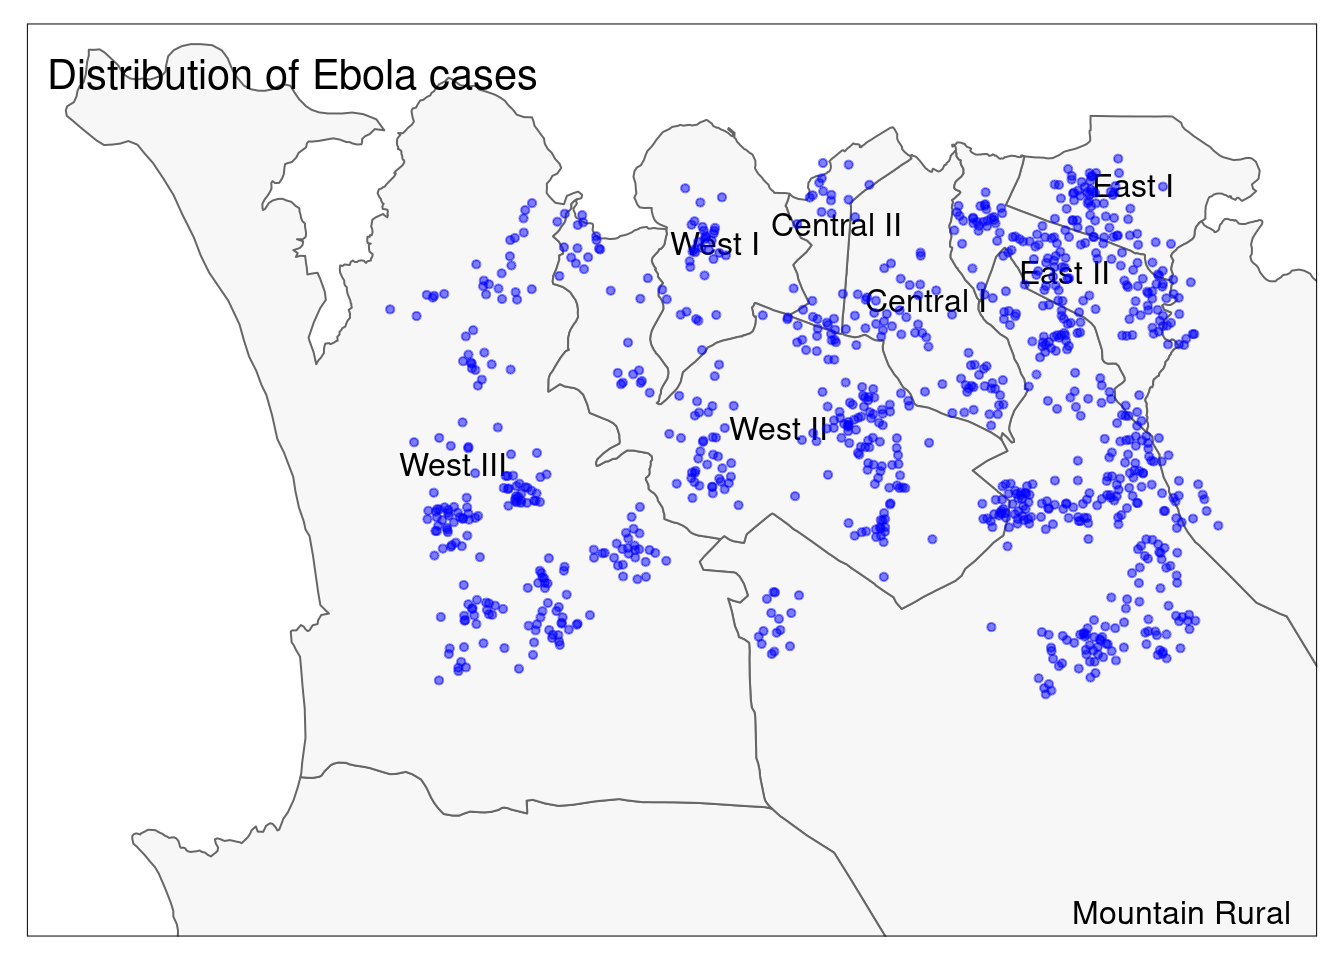 Distribution of Ebola cases
East I
Central II
West I
East II
Central I
West II
West III
Mountain Rural